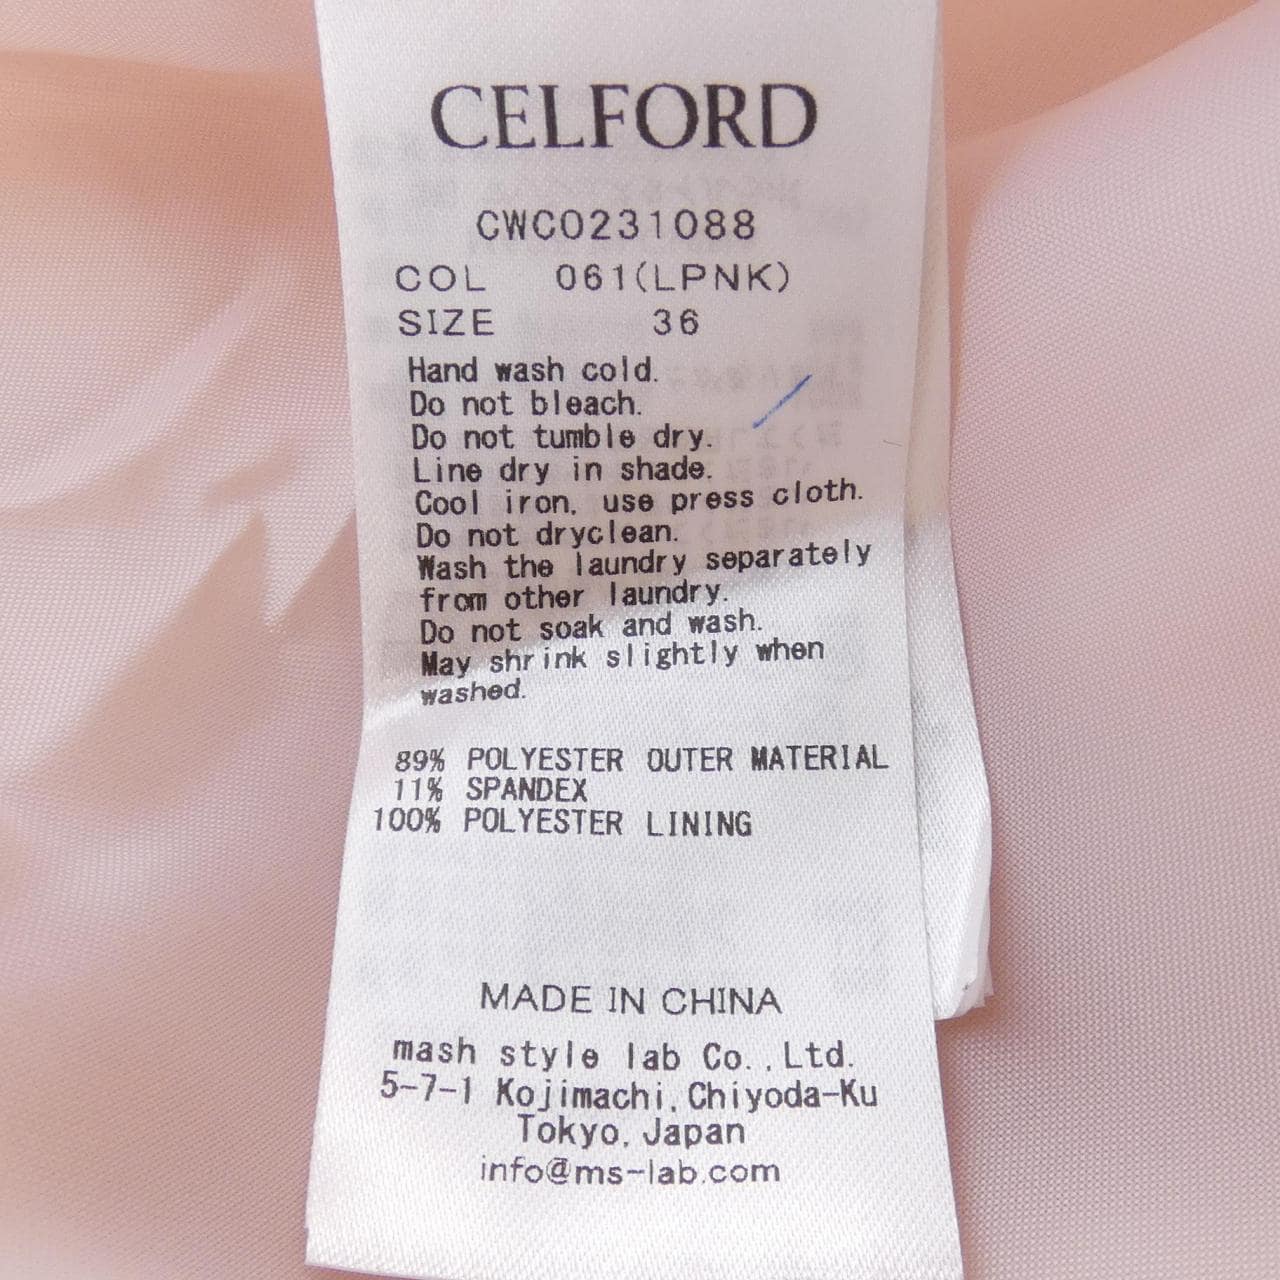 CELFORD
CWCO231088
COL 061(LPNK)
SIZE 36
Hand wash cold.
Do not bleach.
Do not tumble dry.
Line dry in shade.
Cool iron, use press cloth.
Do not dryclean.
Wash the laundry separately
from other laundry.
Do not soak and wash.
May shrink slightly when
washed.
89% POLYESTER OUTER MATERIAL
11% SPANDEX
100% POLYESTER LINING
MADE IN CHINA
mash style lab Co.,Ltd.
5-7-1 Kojimachi, Chiyoda-Ku
Tokyo, Japan
info@ms-lab.com